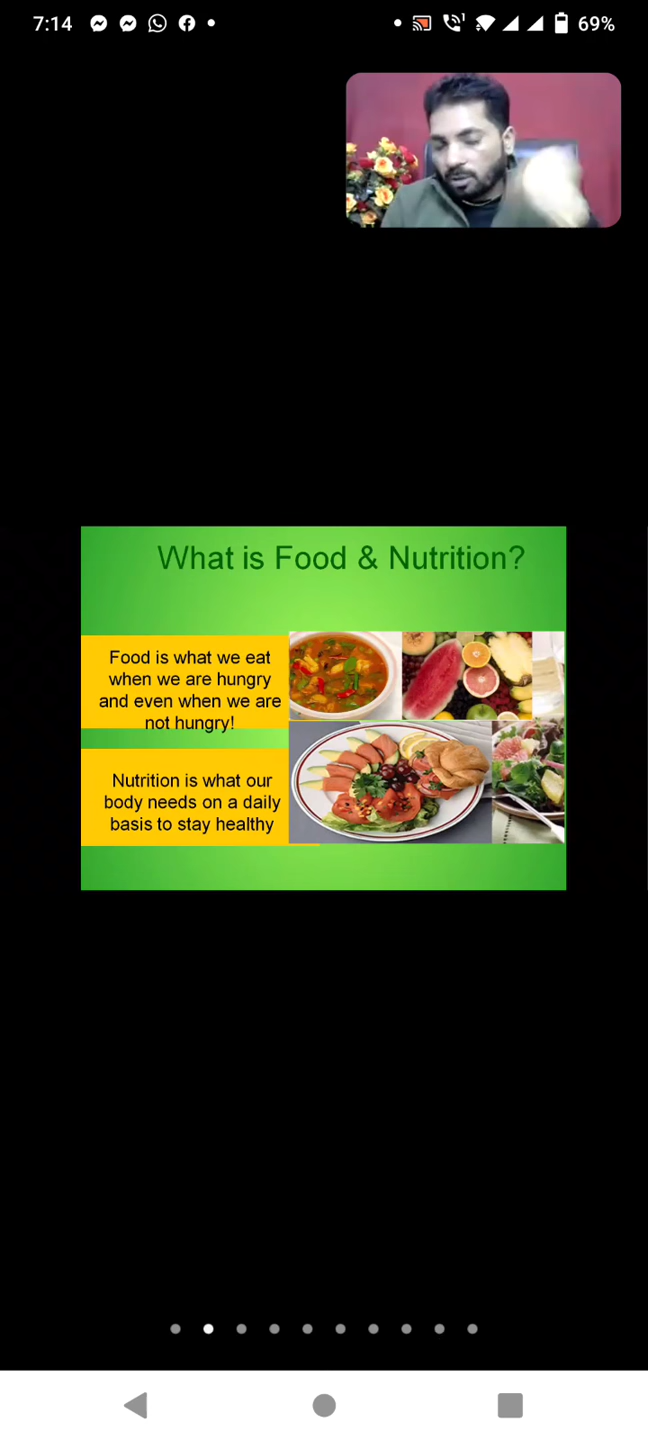 7:14
69%
What is Food & Nutrition?
Food is what we eat
when we are hungry
and even when we are
not hungry!
Nutrition is what our
body needs on a daily
basis to stay healthy